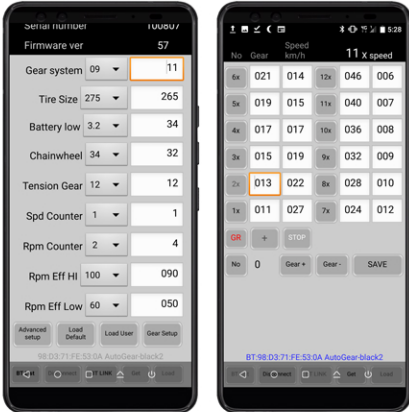 Serial number 100807
Firmware ver 57
Gear system 09 11
Tire Size 275 265
Battery low 3.2 34
Chainwheel 34 32
Tension Gear 12 12
Spd Counter 1 1
Rpm Counter 2 4
Rpm Eff HI 100 090
Rpm Eff Low 60 050
Advanced setup Load Default Load User Gear Setup
98:D3:71:FE:53:0A AutoGear-black2
5:28
No Gear Speed km/h 11 X speed
6x 021 014 12x 046 006
5x 019 015 11x 040 007
4x 017 017 10x 036 008
3x 015 019 9x 032 009
2x 013 022 8x 028 010
1x 011 027 7x 024 012
GR + STOP
No 0 Gear + Gear - SAVE
BT:98:D3:71:FE:53:0A AutoGear-black2